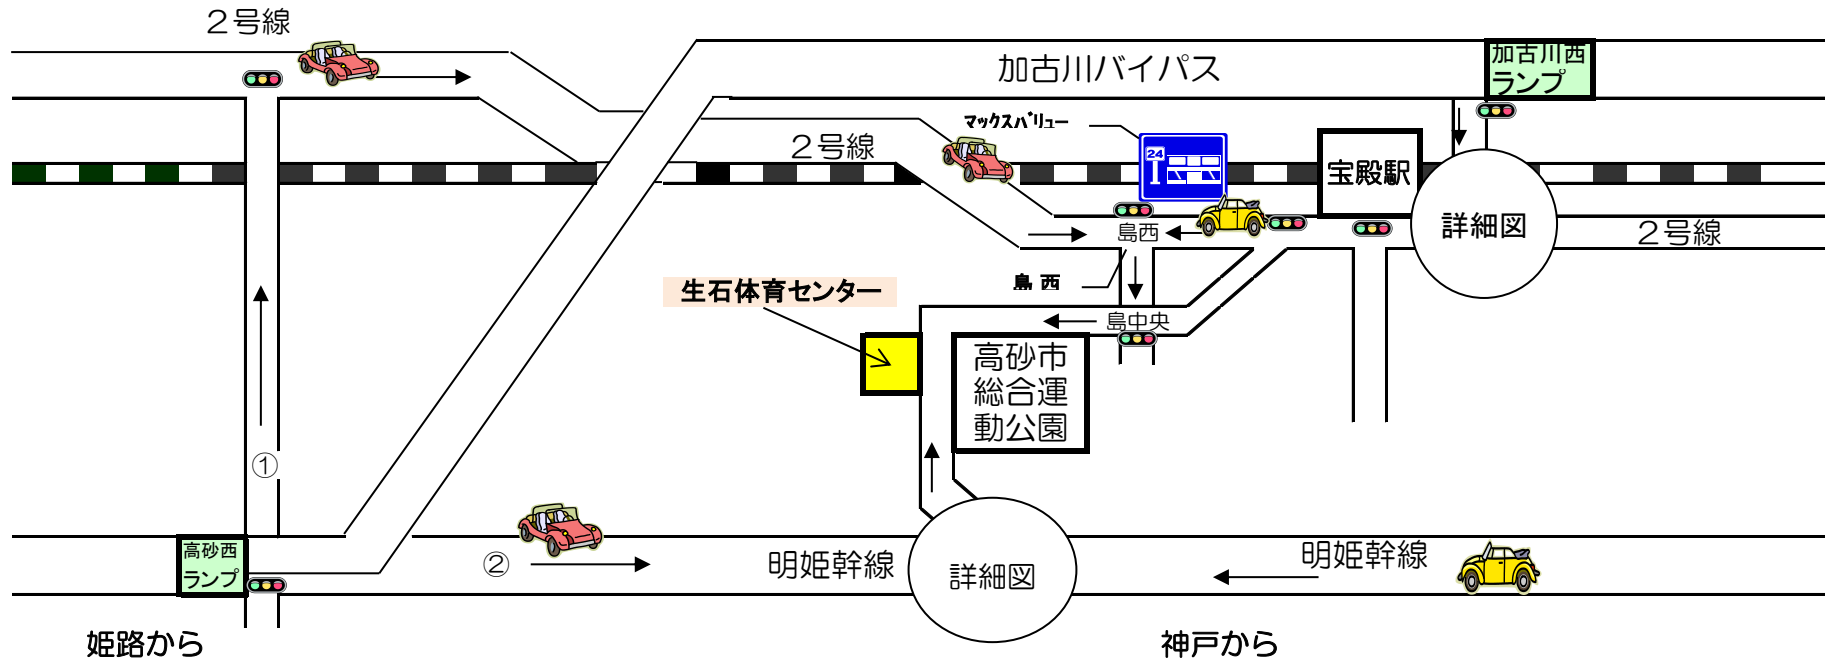 ２号線
加古川バイパス
加古川西
ランプ
マックスバリュー
２号線
24
宝殿駅
詳細図
島西
２号線
島 西
生石体育センター
島中央
高砂市
総合運
動公園
①
高砂西
ランプ
②
明姫幹線
詳細図
明姫幹線
姫路から
神戸から